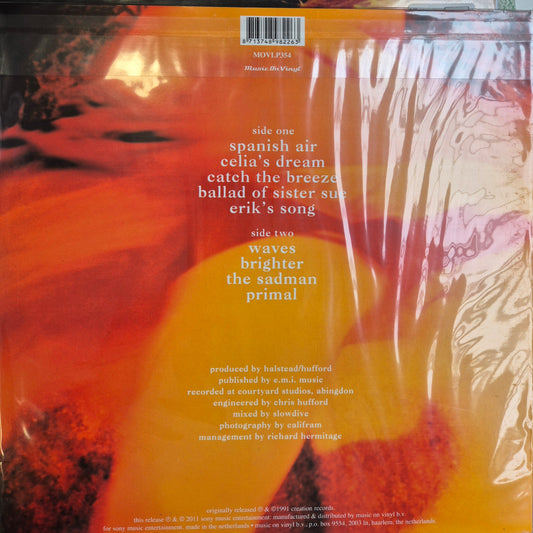 8 713748 982263
MOVLP354
Music On Vinyl
side one
spanish air
celia's dream
catch the breeze
ballad of sister sue
erik's song
side two
waves
brighter
the sadman
primal
produced by halstead/hufford
published by e.m.i. music
recorded at courtyard studios, abingdon
engineered by chris hufford
mixed by slowdive
photography by califram
management by richard hermitage
originally released ℗ & ©1991 creation records.
this release ℗ & © 2011 sony music entertainment. manufactured & distributed by music on vinyl b.v.
for sony music entertainment. made in the netherlands • music on vinyl b.v., p.o. box 9554, 2003 ln, haarlem, the netherlands.